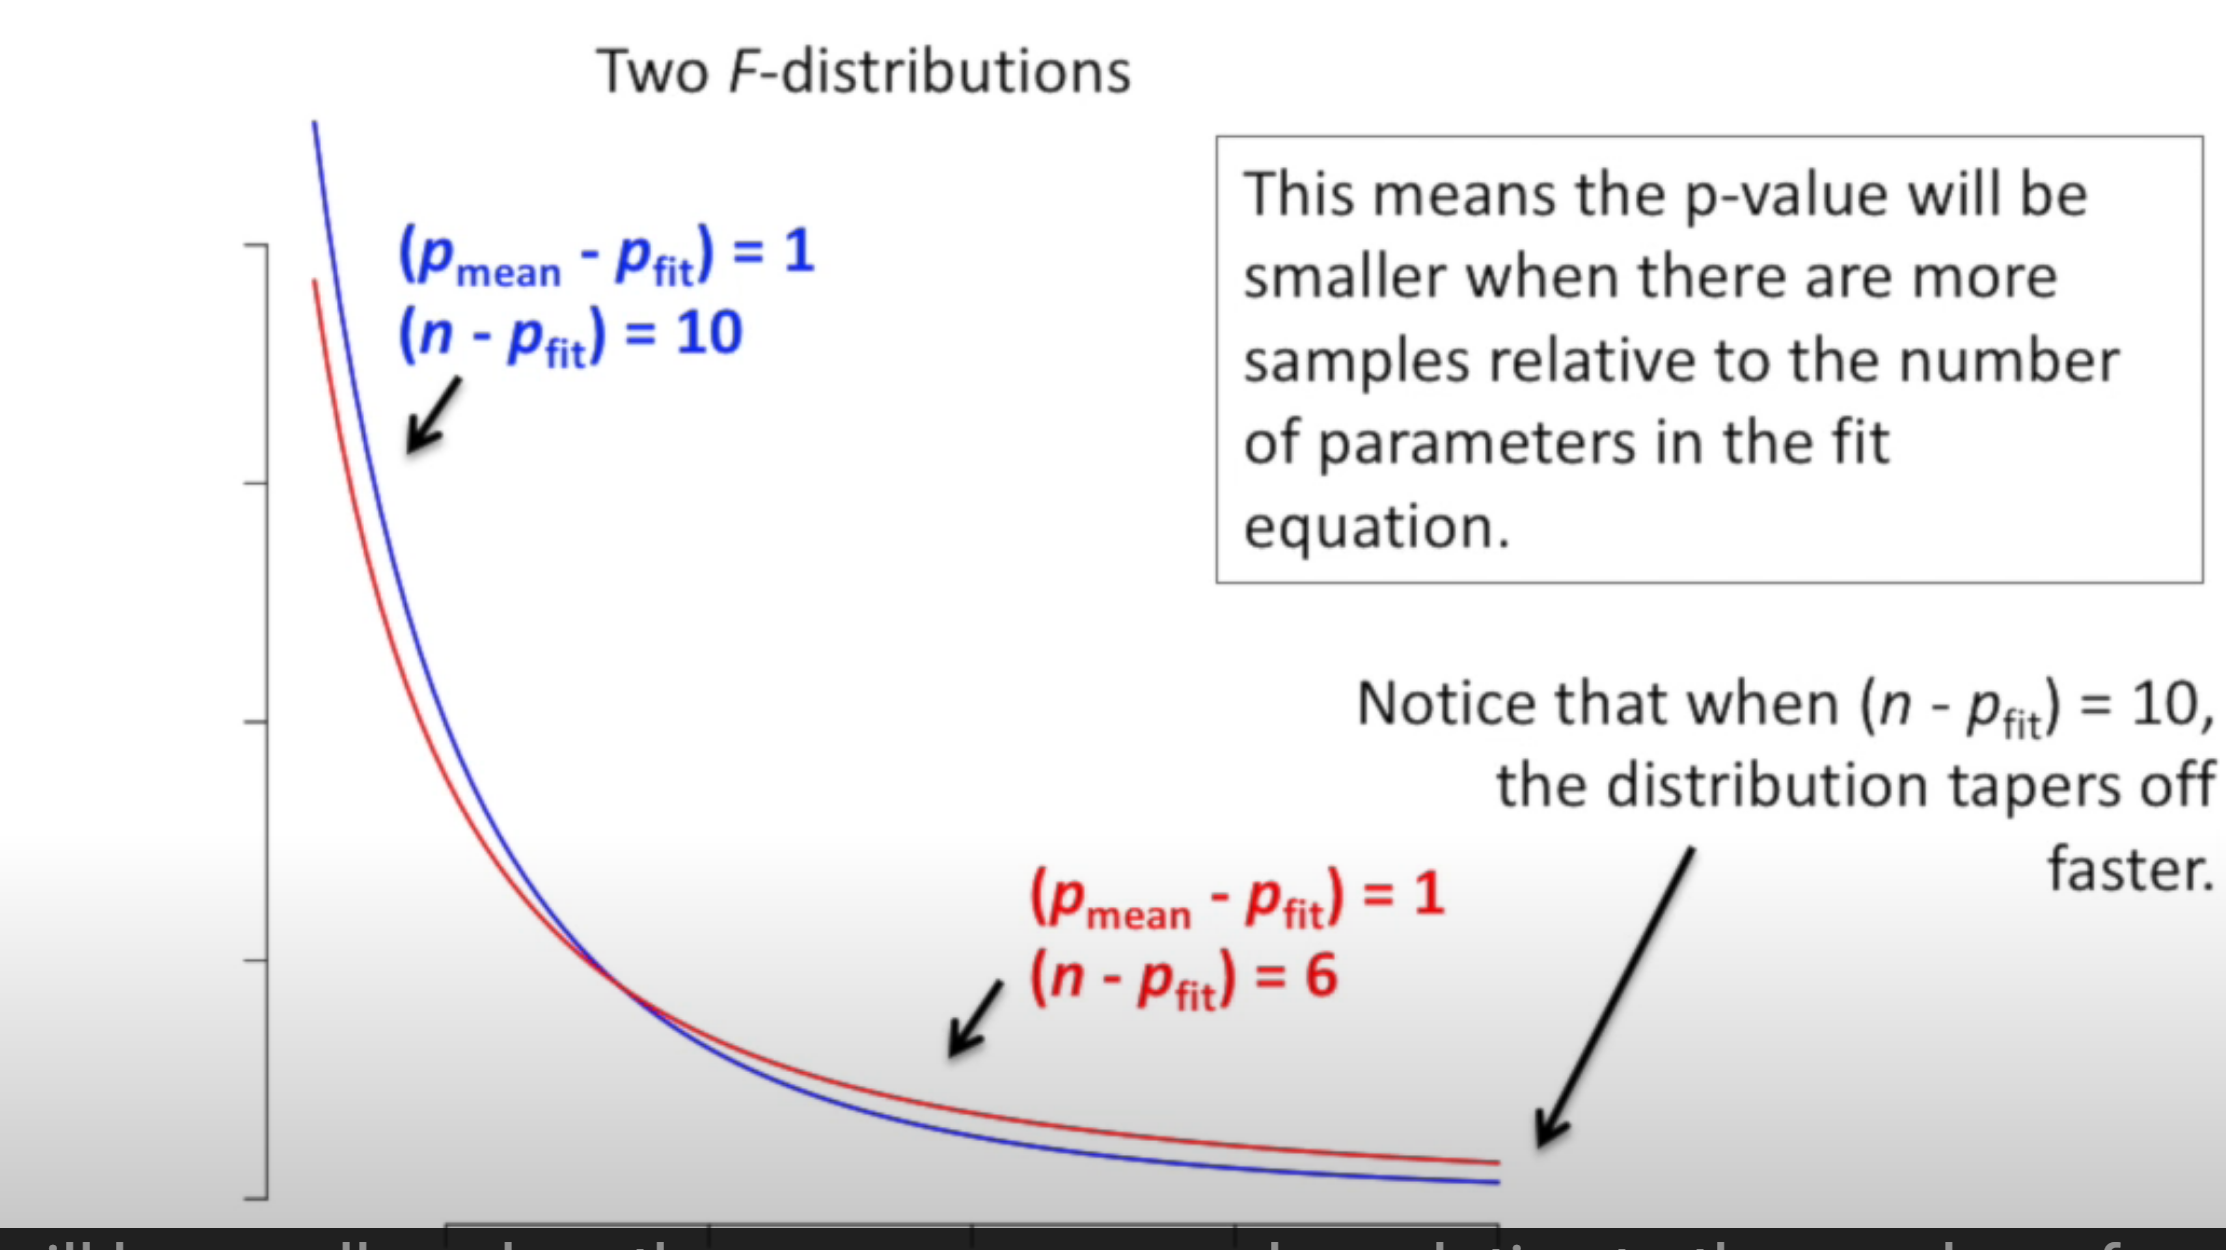 Two F-distributions
(pmean - pfit) = 1
(n - pfit) = 10
This means the p-value will be
smaller when there are more
samples relative to the number
of parameters in the fit
equation.
Notice that when (n - pfit) = 10,
the distribution tapers off
faster.
(pmean - pfit) = 1
(n - pfit) = 6